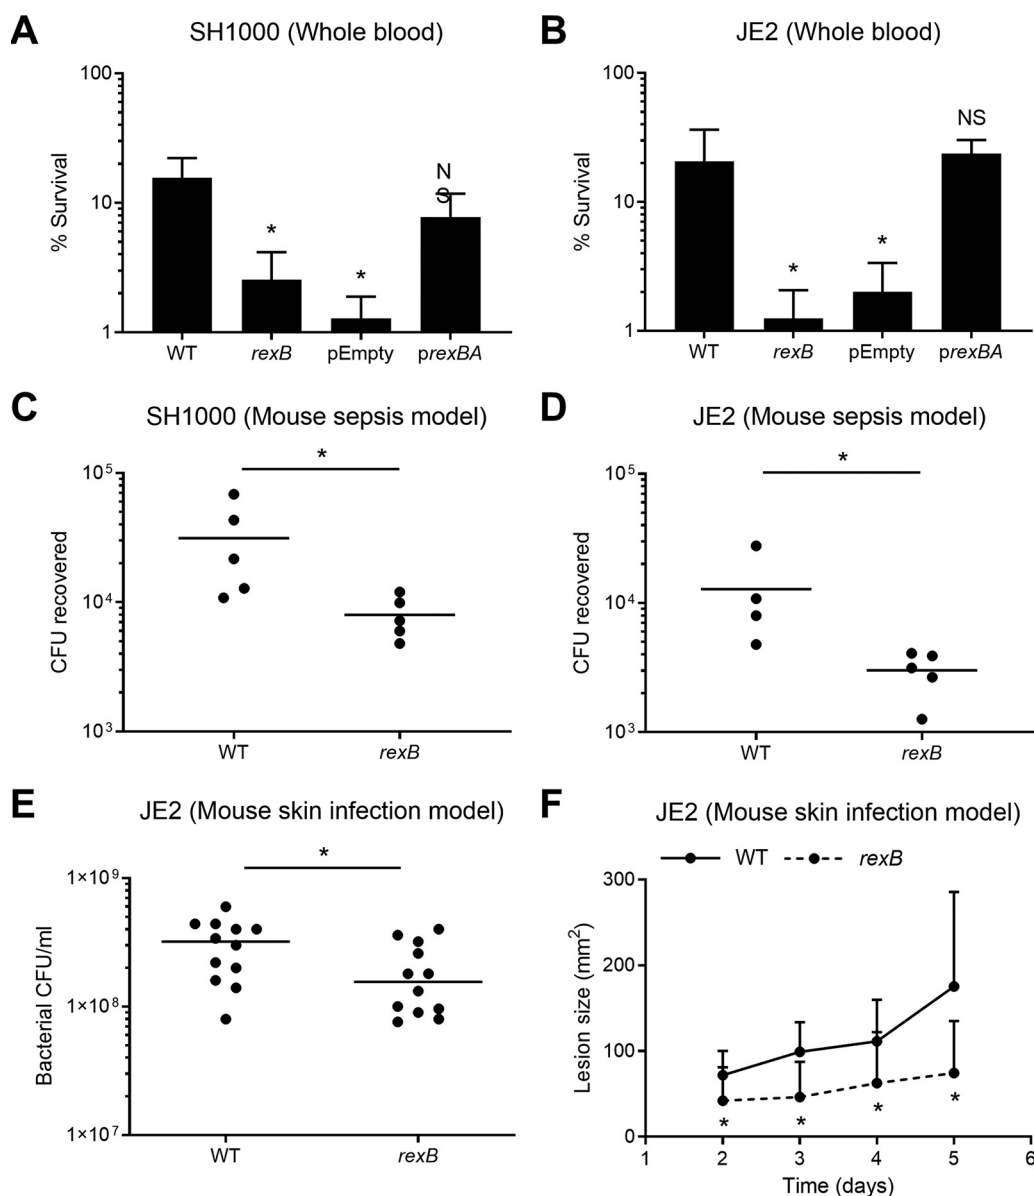 A
SH1000 (Whole blood)
% Survival
100
10
1
*
*
N
S
WT
rexB
pEmpty
prexBA
B
JE2 (Whole blood)
% Survival
100
10
1
*
*
NS
WT
rexB
pEmpty
prexBA
C
SH1000 (Mouse sepsis model)
*
CFU recovered
10⁵
10⁴
10³
WT
rexB
D
JE2 (Mouse sepsis model)
*
CFU recovered
10⁵
10⁴
10³
WT
rexB
E
JE2 (Mouse skin infection model)
*
Bacterial CFU/ml
1×10⁹
1×10⁸
1×10⁷
WT
rexB
F
JE2 (Mouse skin infection model)
WT
rexB
Lesion size (mm²)
300
200
100
0
*
*
*
*
1 2 3 4 5 6
Time (days)